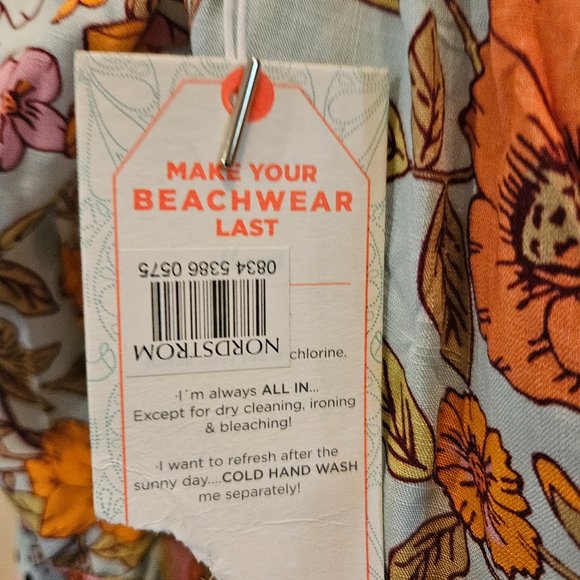 MAKE YOUR
BEACHWEAR
LAST
0834 5386 0575
NORDSTROM
chlorine.
·I´m always ALL IN...
Except for dry cleaning, ironing
& bleaching!
·I want to refresh after the
sunny day....COLD HAND WASH
me separately!